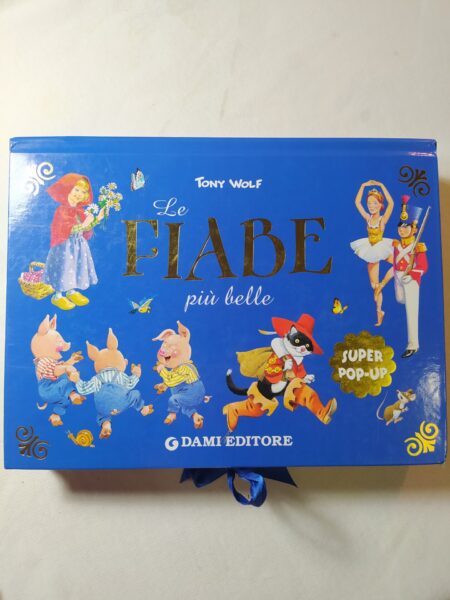 TONY WOLF
Le
FIABE
più belle
SUPER
POP-UP
DAMI EDITORE